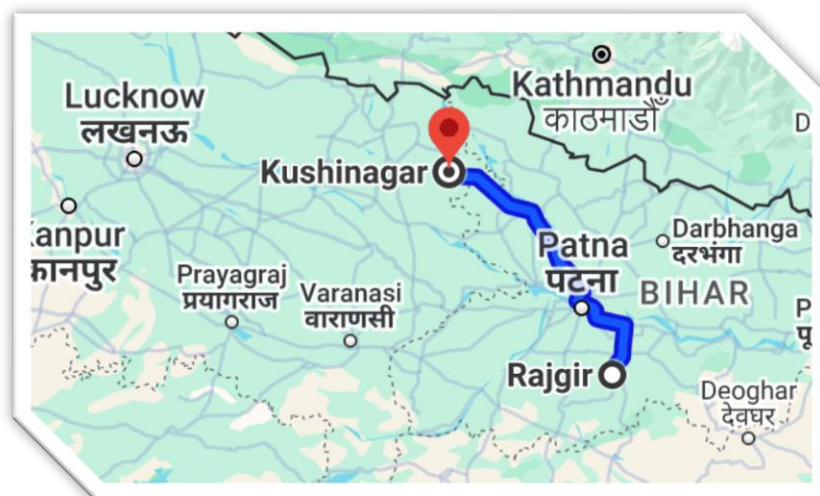 Kathmandu
काठमाडौँ
Lucknow
लखनऊ
D
Kushinagar
anpur
कानपुर
Darbhanga
दरभंगा
Patna
पटना
Prayagraj
प्रयागराज
Varanasi
वाराणसी
BIHAR
P
पू
Rajgir
Deoghar
देवघर